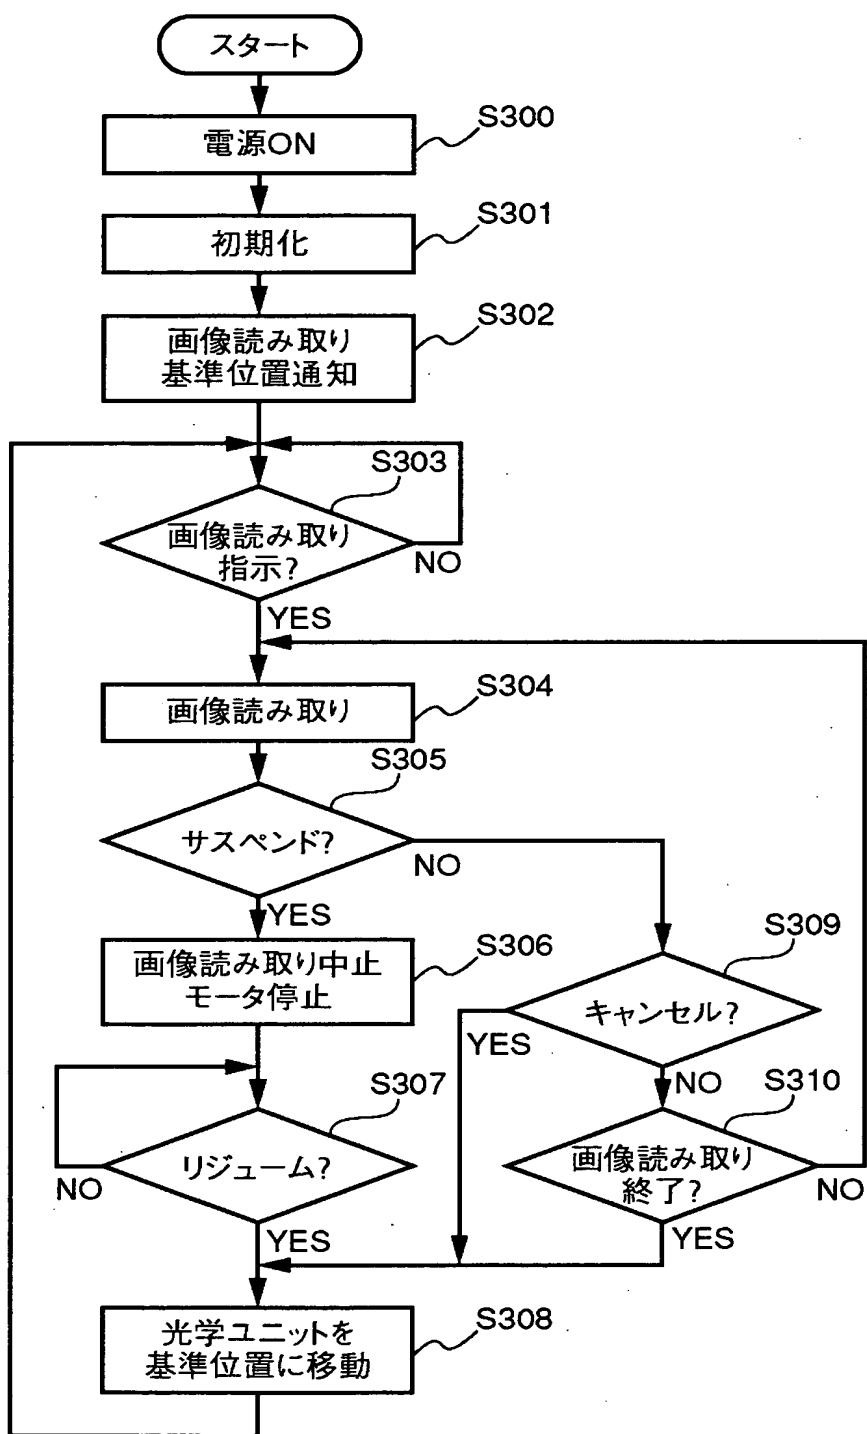 スタート
S300
電源ON
S301
初期化
S302
画像読み取り
基準位置通知
S303
画像読み取り
指示?
NO
YES
S304
画像読み取り
S305
サスペンド?
NO
YES
S306
画像読み取り中止
モータ停止
S309
キャンセル?
YES
NO
S307
リジューム?
NO
YES
S310
画像読み取り
終了?
NO
YES
S308
光学ユニットを
基準位置に移動